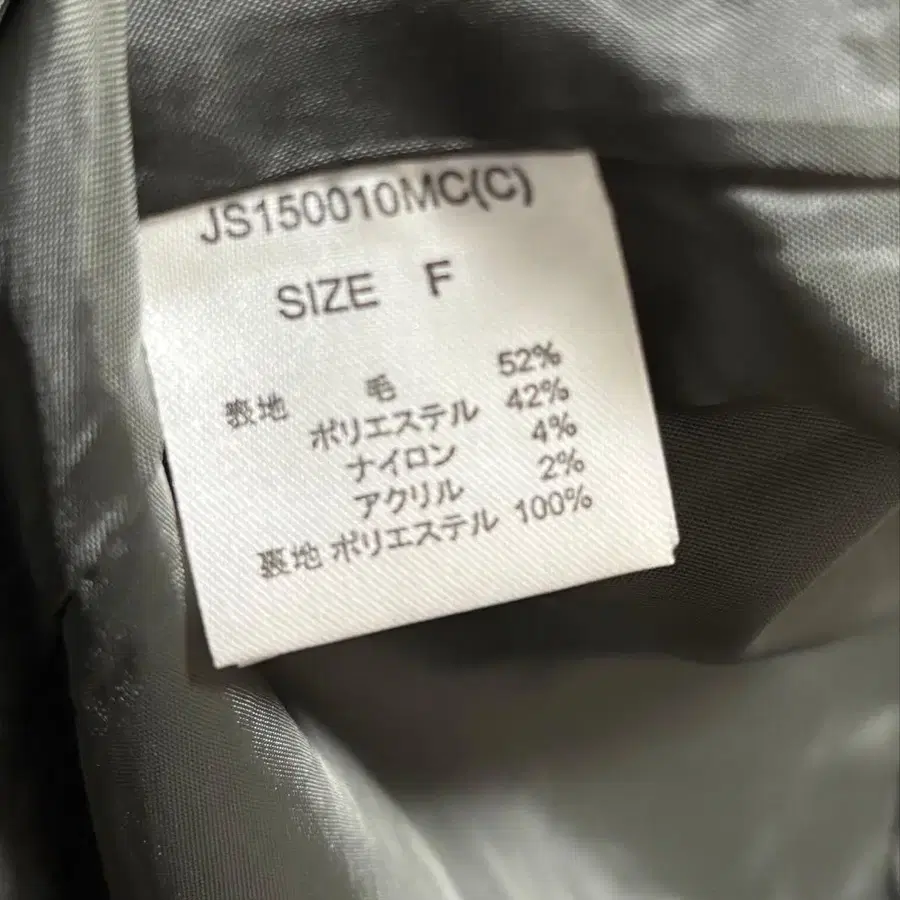 JS150010MC(C)
SIZE F
表地 毛 52%
ポリエステル 42%
ナイロン 4%
アクリル 2%
裏地 ポリエステル 100%